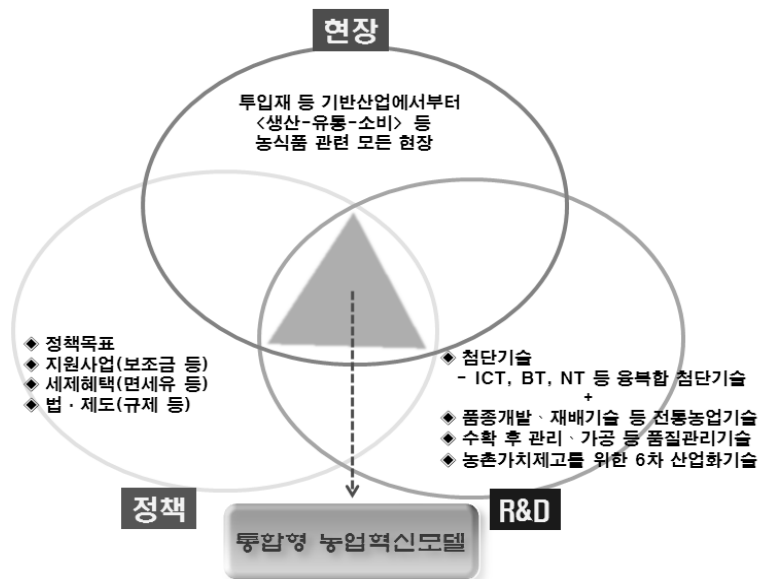 현장
투입재 등 기반산업에서부터
<생산-유통-소비> 등
농식품 관련 모든 현장
◈ 정책목표
◈ 지원사업(보조금 등)
◈ 세제혜택(면세유 등)
◈ 법·제도(규제 등)
◈ 첨단기술
- ICT, BT, NT 등 융복합 첨단기술
+
◈ 품종개발、재배기술 등 전통농업기술
◈ 수확 후 관리、가공 등 품질관리기술
◈ 농촌가치제고를 위한 6차 산업화기술
정책
R&D
통합형 농업혁신모델